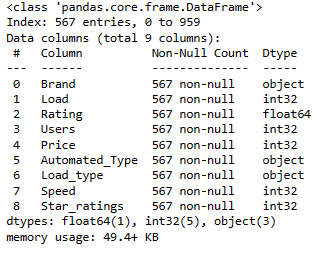 <class 'pandas.core.frame.DataFrame'>
Index: 567 entries, 0 to 959
Data columns (total 9 columns):
 #   Column          Non-Null Count  Dtype
---  ------          --------------  -----
 0   Brand           567 non-null    object
 1   Load            567 non-null    int32
 2   Rating          567 non-null    float64
 3   Users           567 non-null    int32
 4   Price           567 non-null    int32
 5   Automated_Type  567 non-null    object
 6   Load_type       567 non-null    object
 7   Speed           567 non-null    int32
 8   Star_ratings    567 non-null    int32
dtypes: float64(1), int32(5), object(3)
memory usage: 49.4+ KB